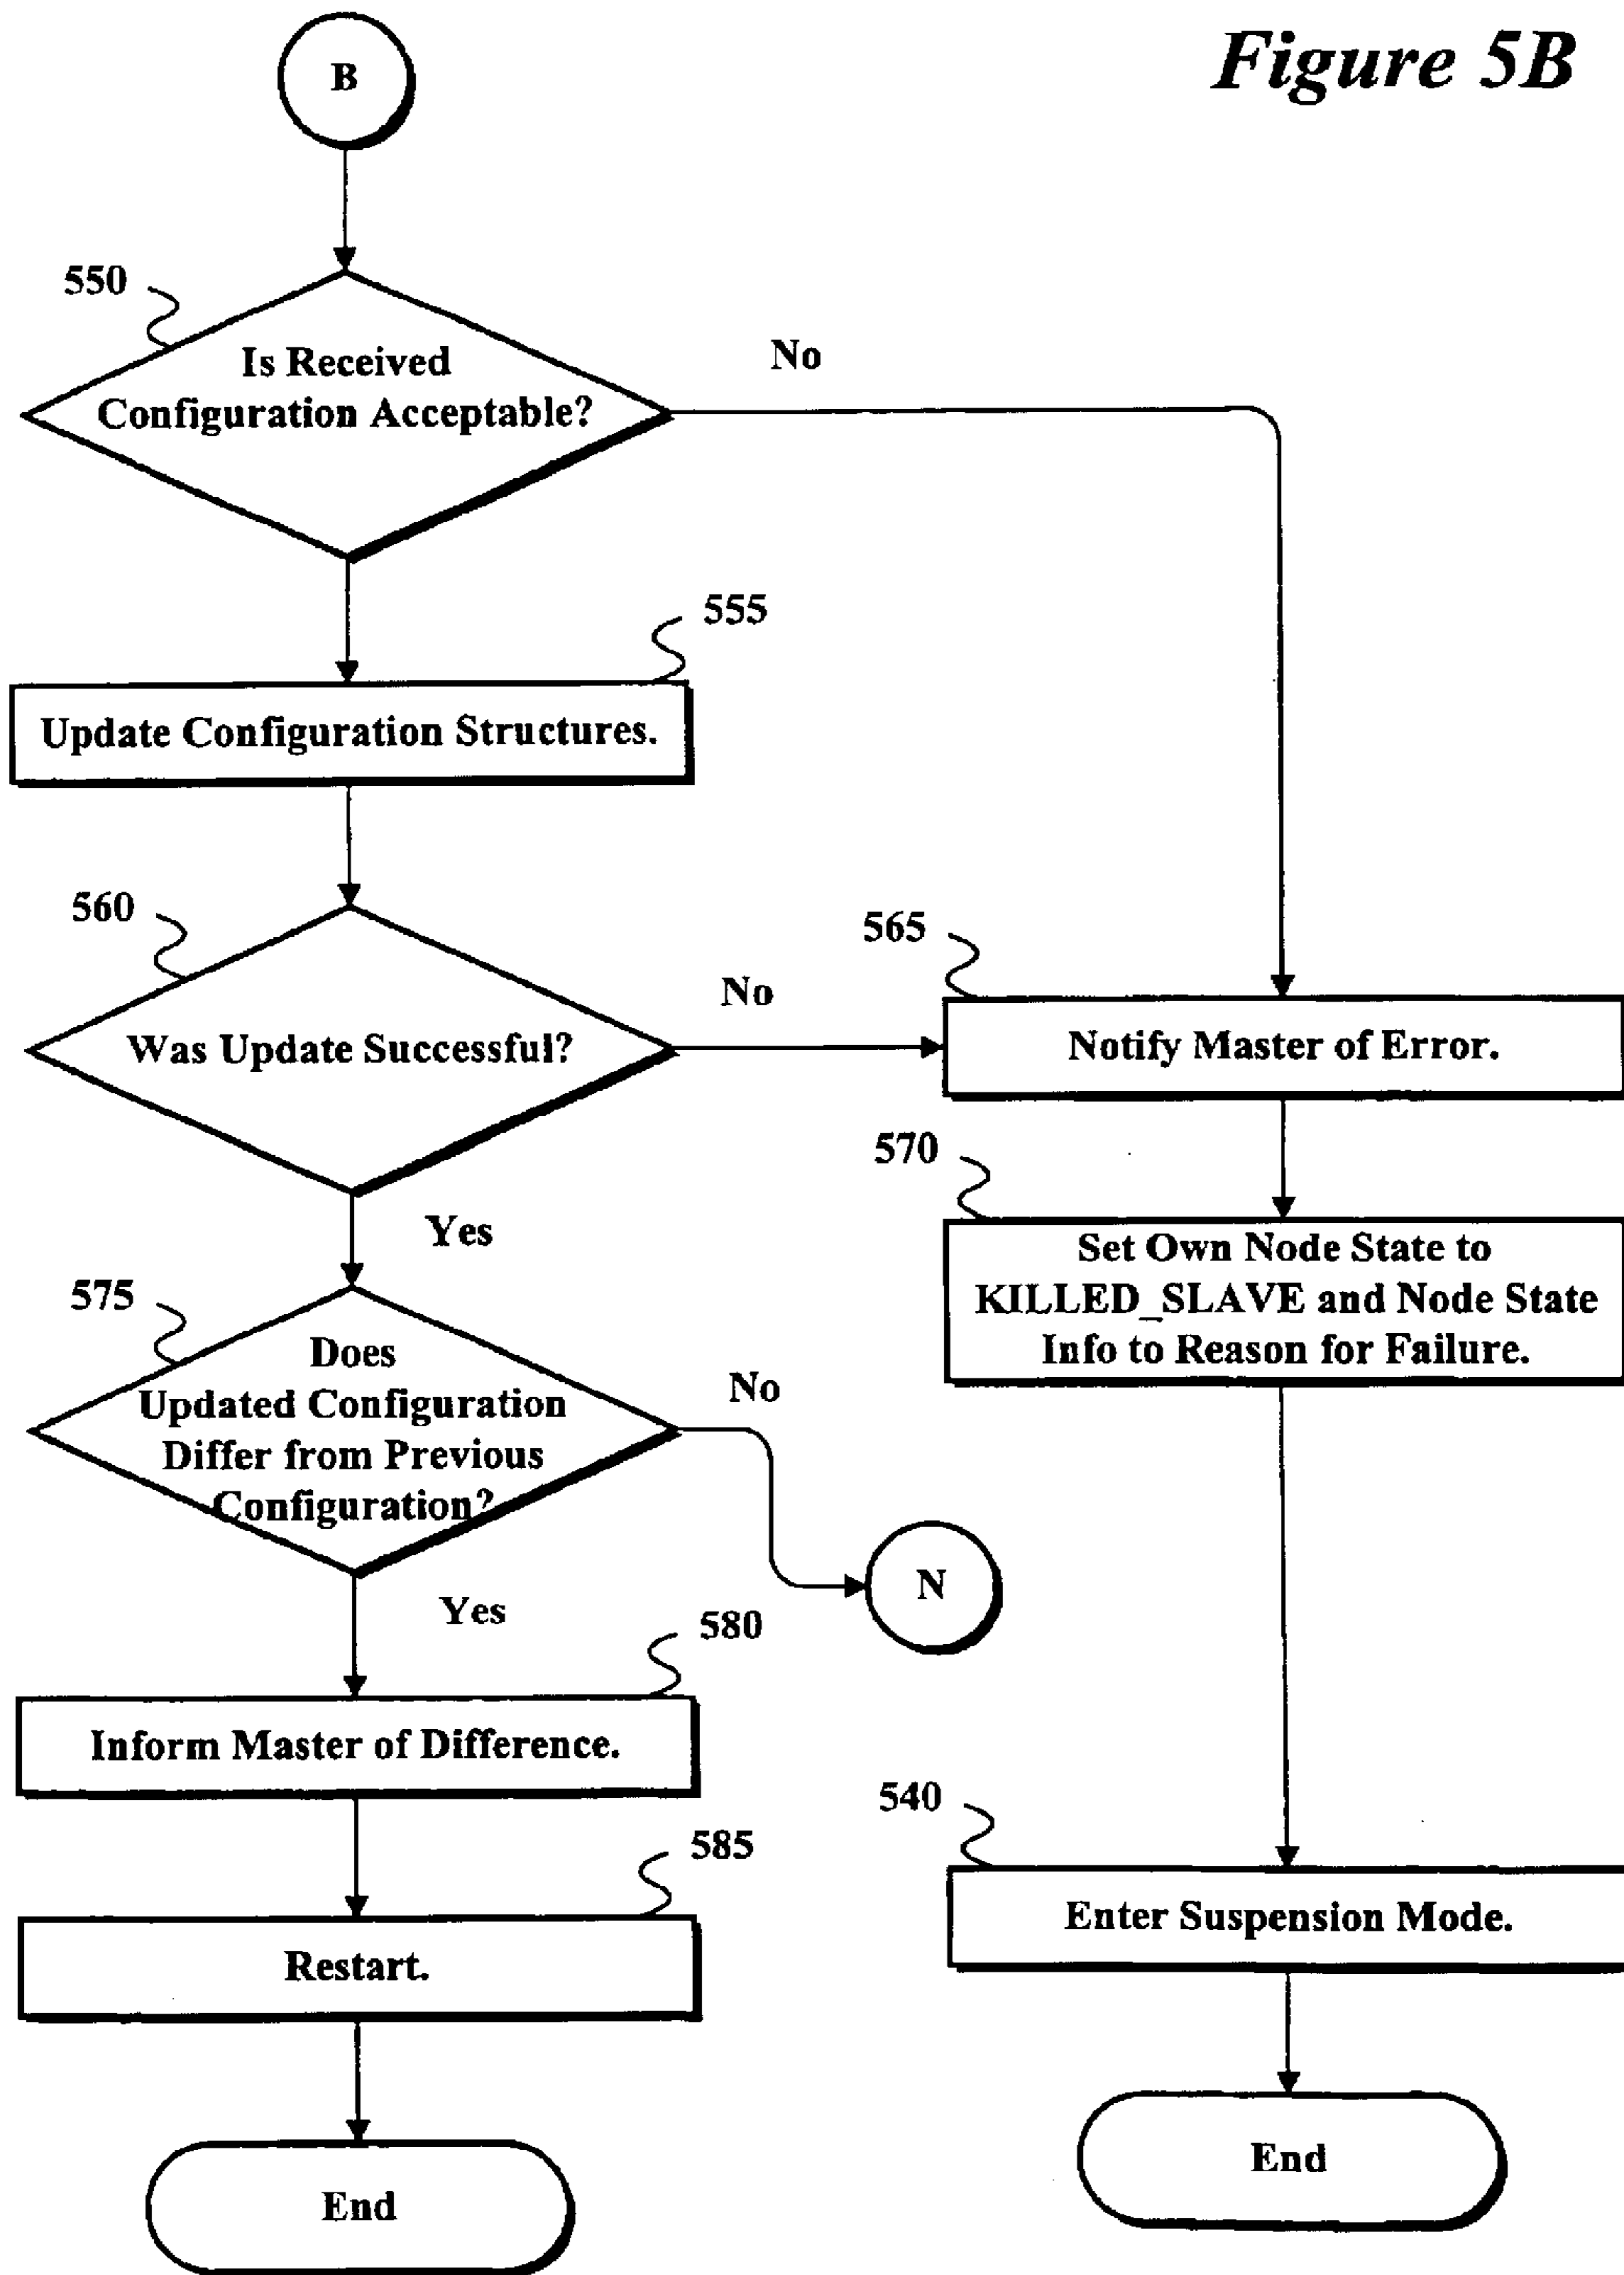 Figure 5B
B
550
Is Received
Configuration Acceptable?
No
555
Update Configuration Structures.
560
Was Update Successful?
No
565
Notify Master of Error.
Yes
570
Set Own Node State to
KILLED_SLAVE and Node State
Info to Reason for Failure.
575
Does
Updated Configuration
Differ from Previous
Configuration?
No
N
Yes
580
Inform Master of Difference.
585
Restart.
540
Enter Suspension Mode.
End
End